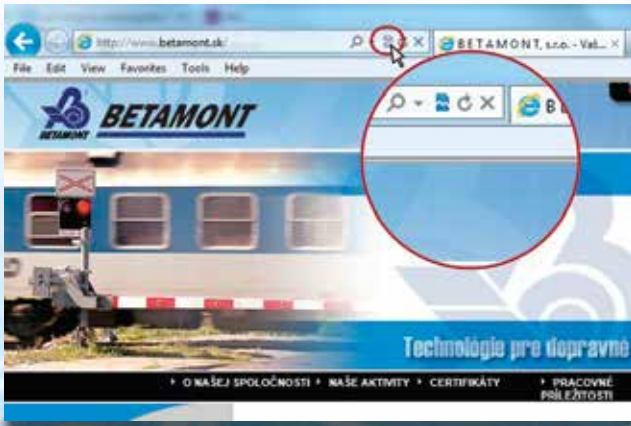 http://www.betamont.sk/
BETAMONT, s.r.o. - Vaš...
File Edit View Favorites Tools Help
BETAMONT
BETAMONT
B
Technológie pre dopravné
O NAŠEJ SPOLOČNOSTI NAŠE AKTIVITY CERTIFIKÁTY PRACOVNÉ
PRÍLEŽITOSTI